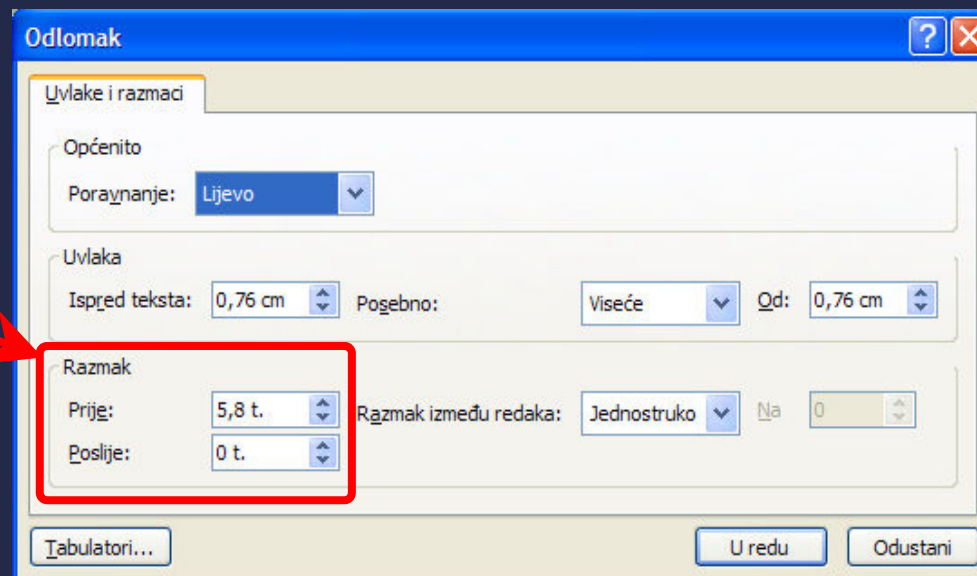 Odlomak
Uvlake i razmaci
Općenito
Poravnanje: Lijevo
Uvlaka
Ispred teksta: 0,76 cm Posebno: Viseće Od: 0,76 cm
Razmak
Prije: 5,8 t. Razmak između redaka: Jednostruko Na 0
Poslije: 0 t.
Tabulatori... U redu Odustani